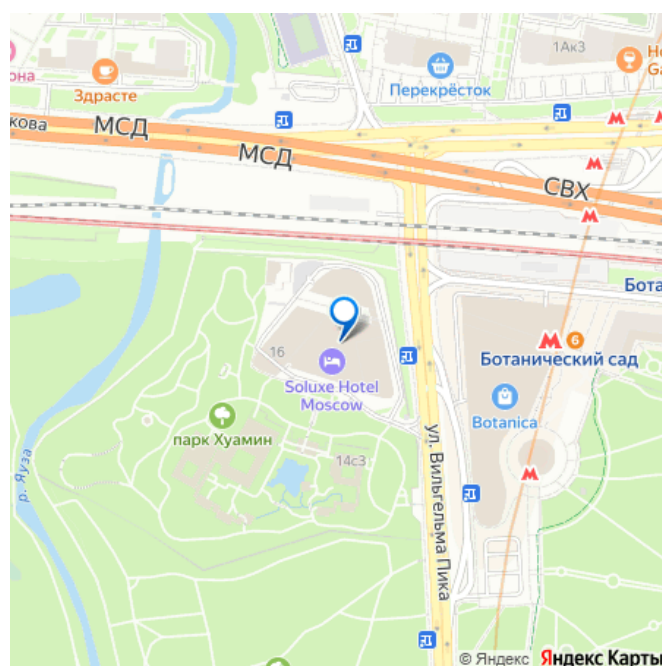 1Ак3
Здрасте
Перекрёсток
кова
МСД
МСД
СВХ
16
Soluxe Hotel
Moscow
6
Ботанический сад
Botanica
парк Хуамин
14с3
р. Яуза
ул. Вильгельма Пика
© Яндекс Яндекс Карты